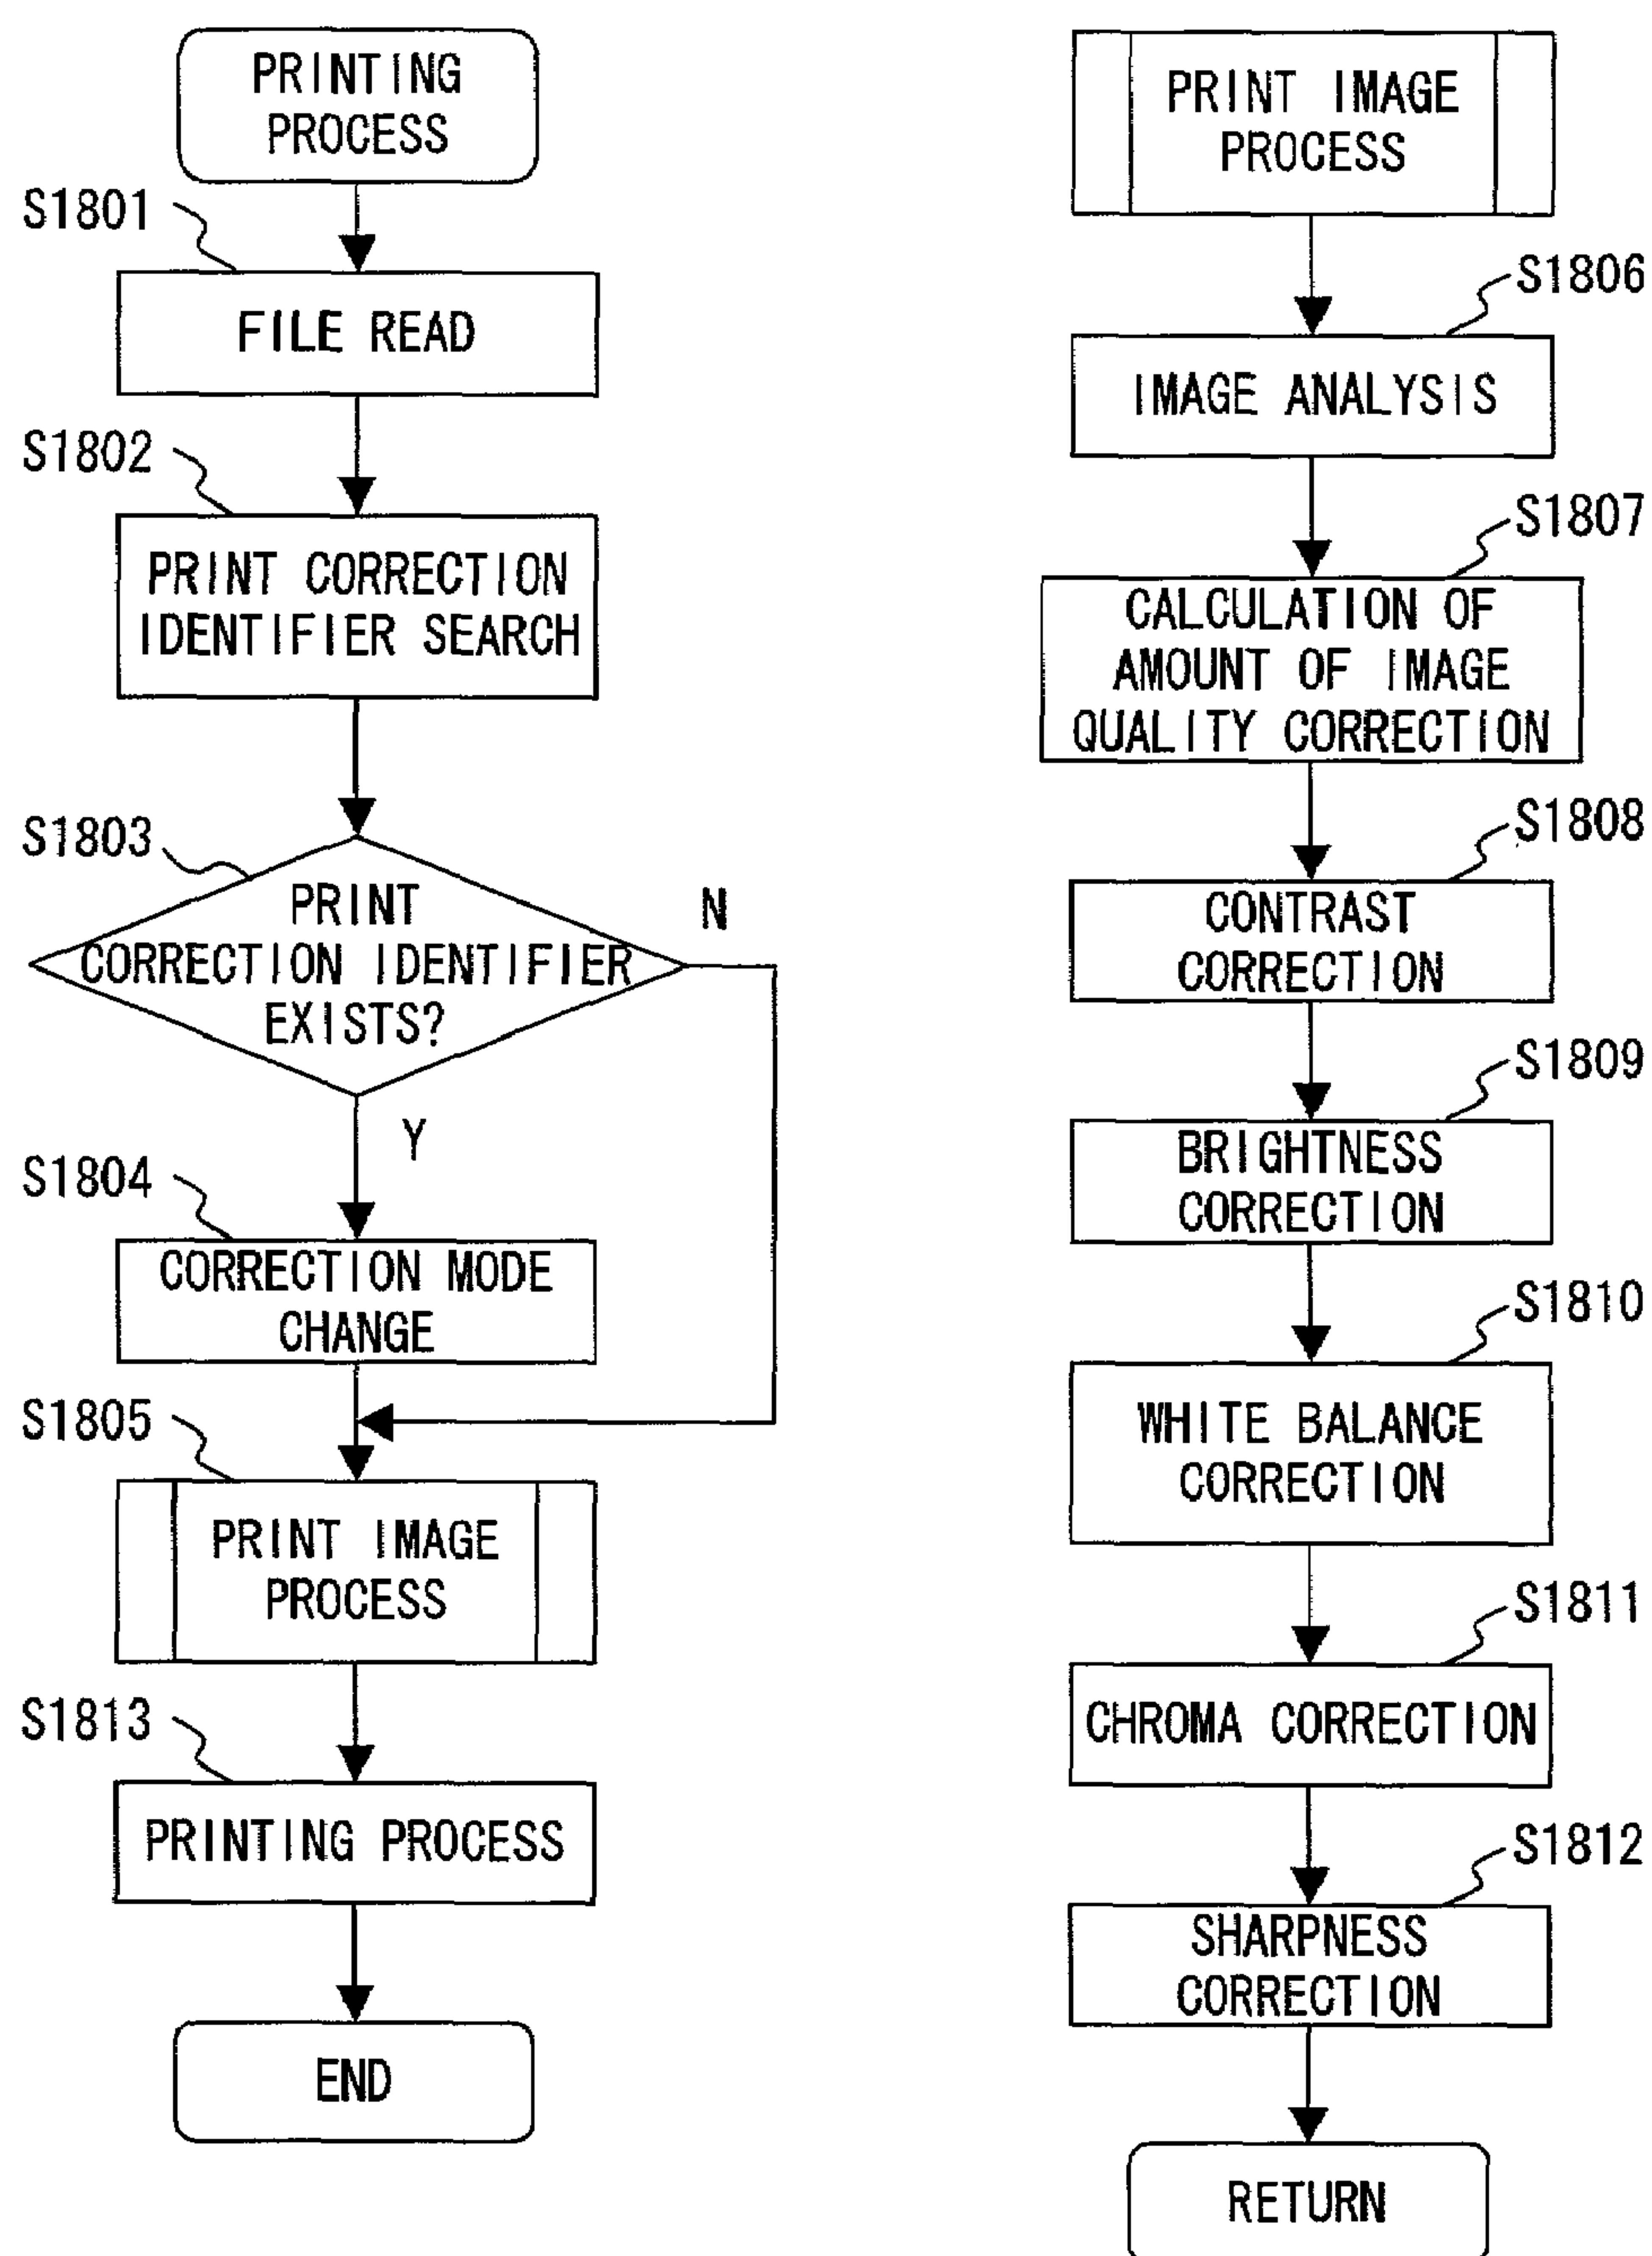 PRINTING
PROCESS
S1801
FILE READ
S1802
PRINT CORRECTION
IDENTIFIER SEARCH
S1803
PRINT
CORRECTION IDENTIFIER
EXISTS?
N
Y
S1804
CORRECTION MODE
CHANGE
S1805
PRINT IMAGE
PROCESS
S1813
PRINTING PROCESS
END
PRINT IMAGE
PROCESS
S1806
IMAGE ANALYSIS
S1807
CALCULATION OF
AMOUNT OF IMAGE
QUALITY CORRECTION
S1808
CONTRAST
CORRECTION
S1809
BRIGHTNESS
CORRECTION
S1810
WHITE BALANCE
CORRECTION
S1811
CHROMA CORRECTION
S1812
SHARPNESS
CORRECTION
RETURN